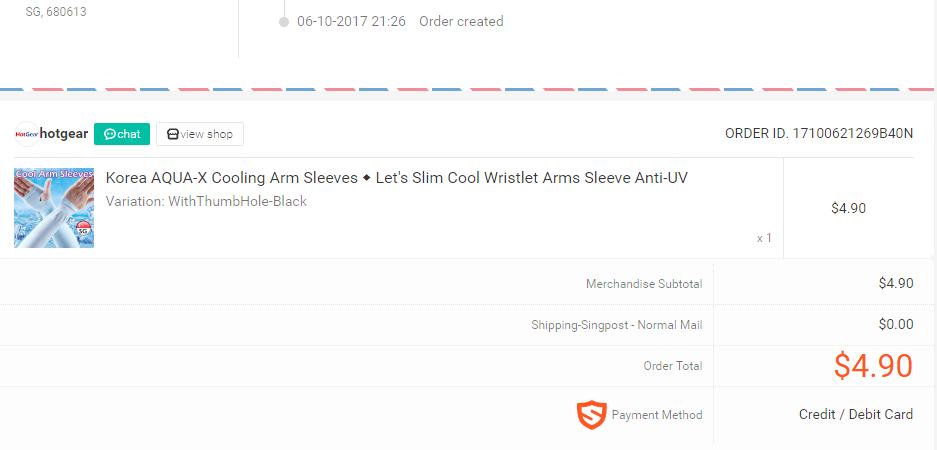 SG, 680613
06-10-2017 21:26 Order created
HotGear hotgear chat view shop
ORDER ID. 17100621269B40N
Cool Arm Sleeves
SG
Korea AQUA-X Cooling Arm Sleeves ◆ Let's Slim Cool Wristlet Arms Sleeve Anti-UV
Variation: WithThumbHole-Black
x 1
$4.90
Merchandise Subtotal $4.90
Shipping-Singpost - Normal Mail $0.00
Order Total $4.90
S Payment Method Credit / Debit Card